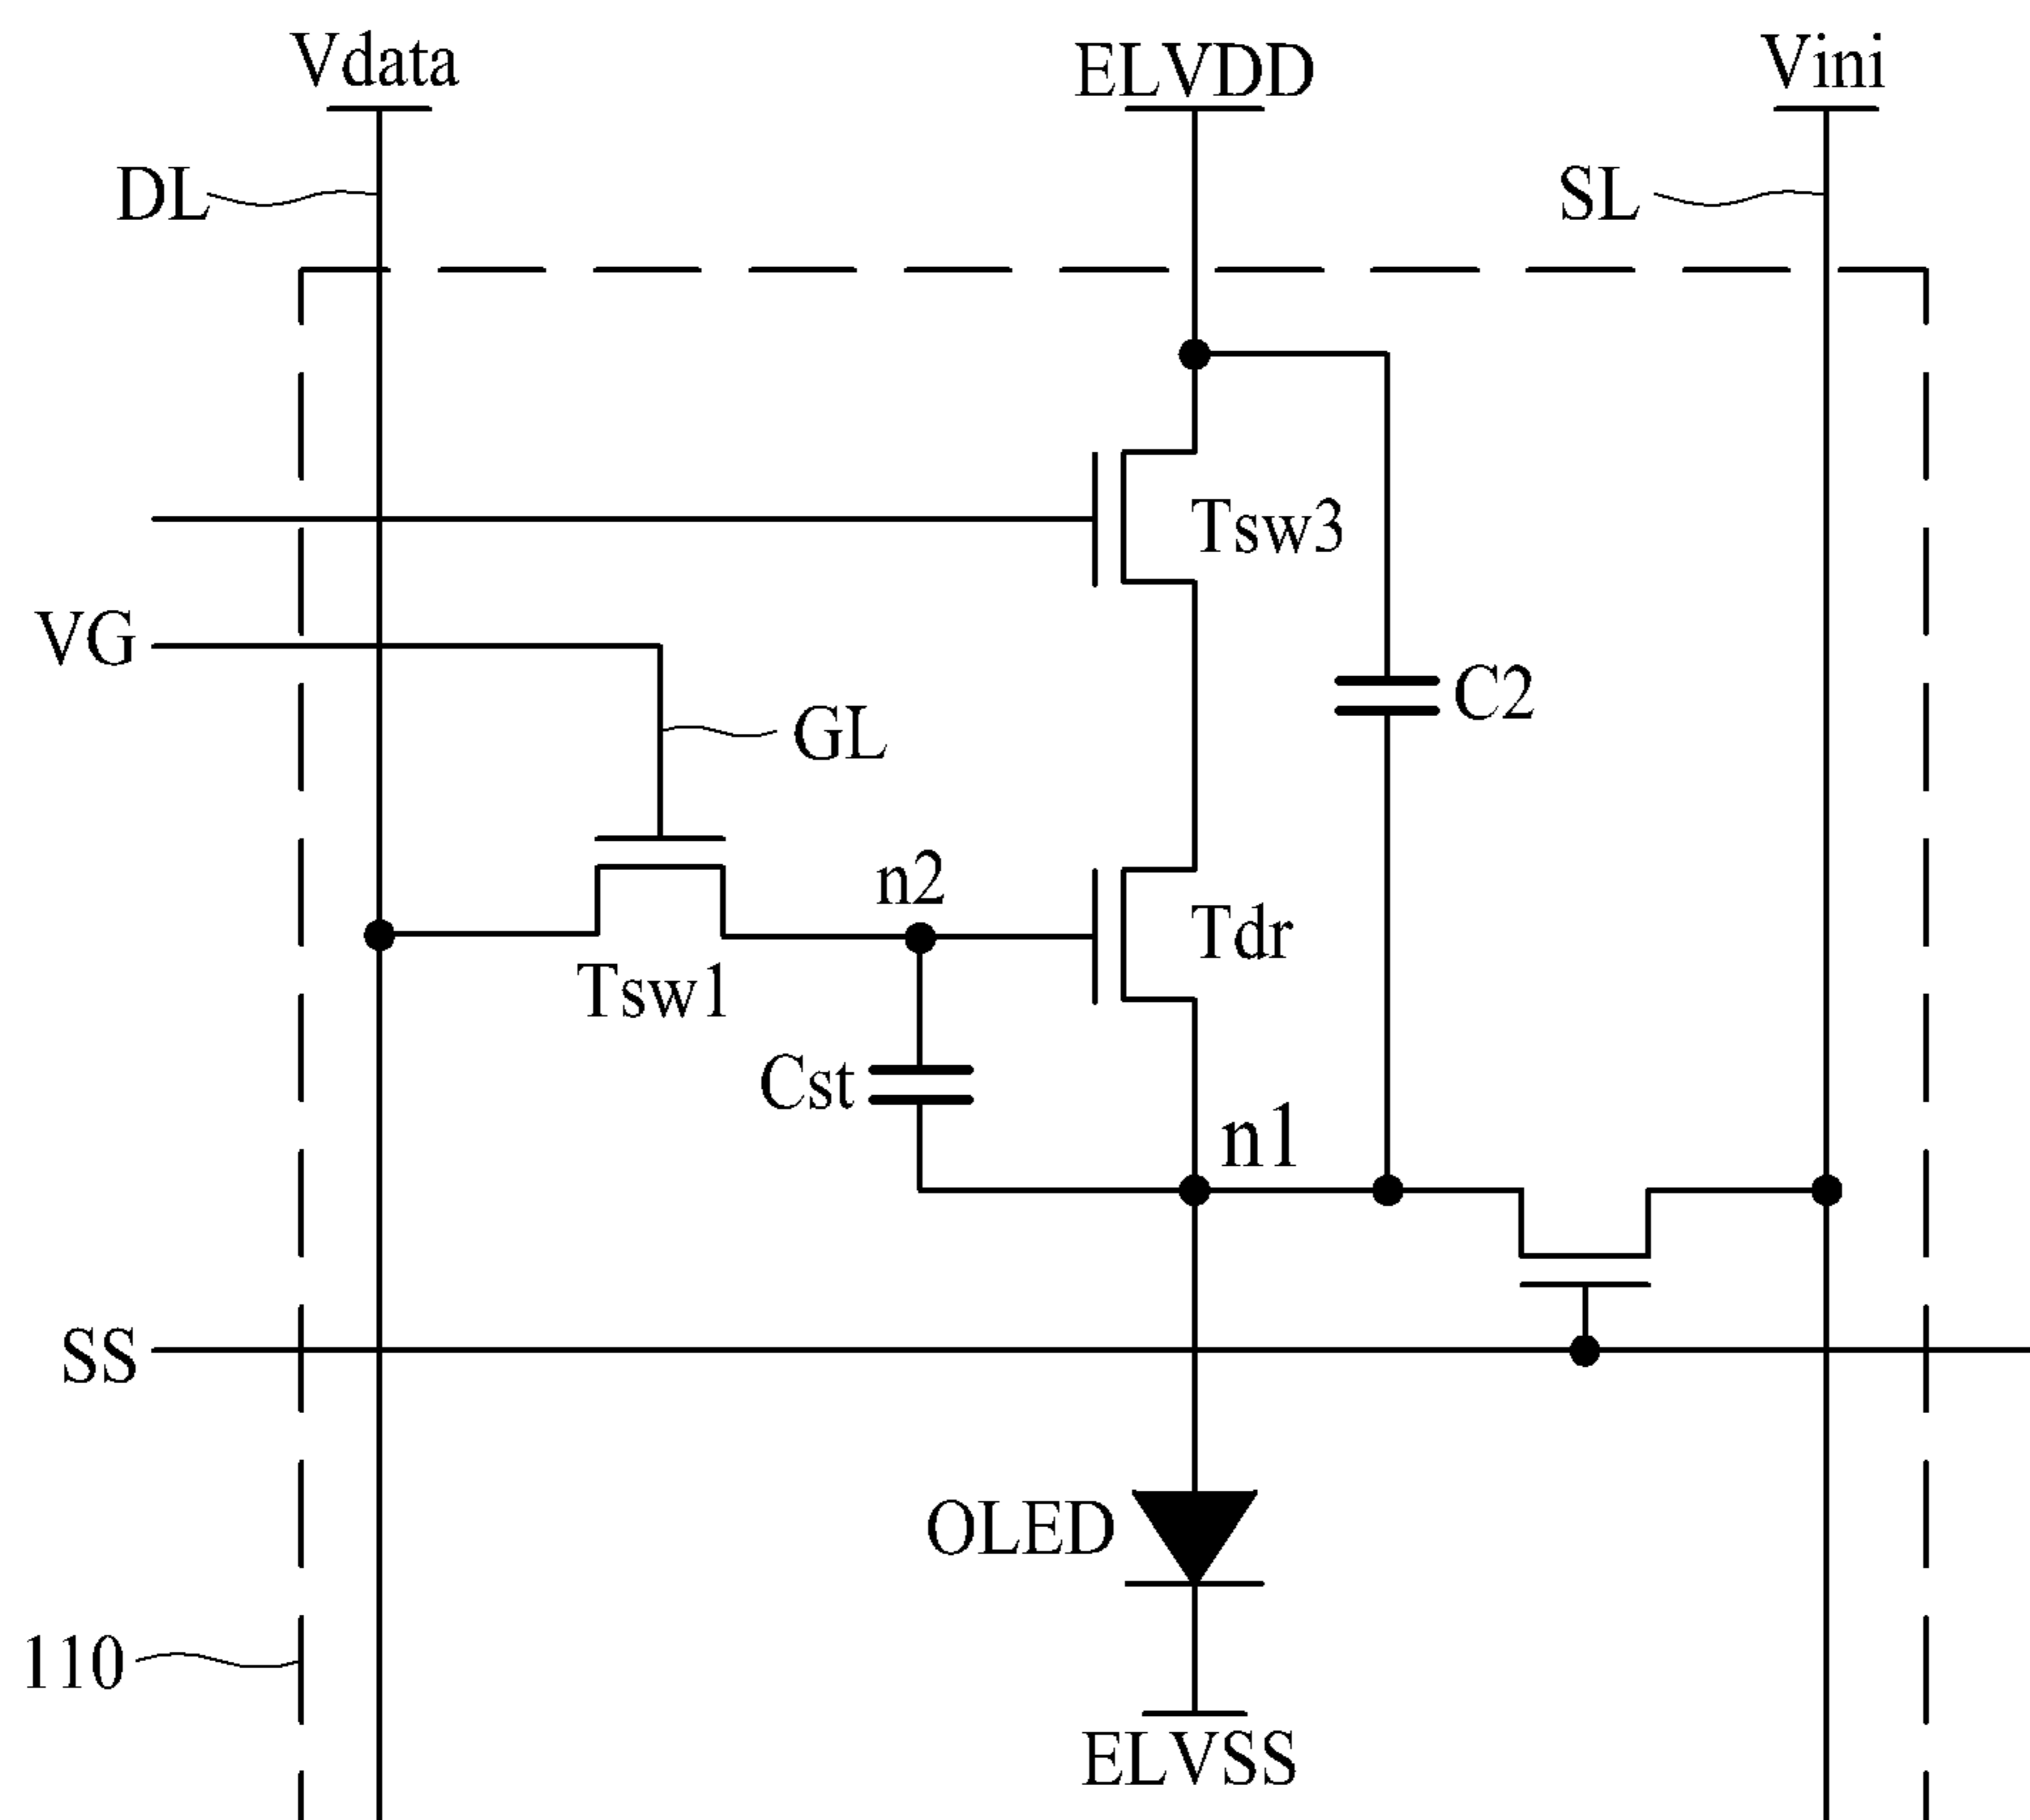 Vdata
ELVDD
Vini
DL
SL
Tsw3
VG
C2
GL
n2
Tdr
Tsw1
Cst
n1
SS
OLED
110
ELVSS